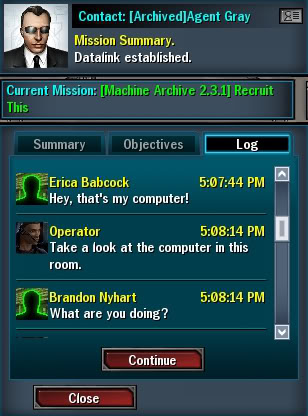 Contact: [Archived]Agent Gray
Mission Summary.
Datalink established.
Current Mission: [Machine Archive 2.3.1] Recruit
This
Summary
Objectives
Log
Erica Babcock 5:07:44 PM
Hey, that's my computer!
Operator 5:08:14 PM
Take a look at the computer in this
room.
Brandon Nyhart 5:08:14 PM
What are you doing?
Continue
Close